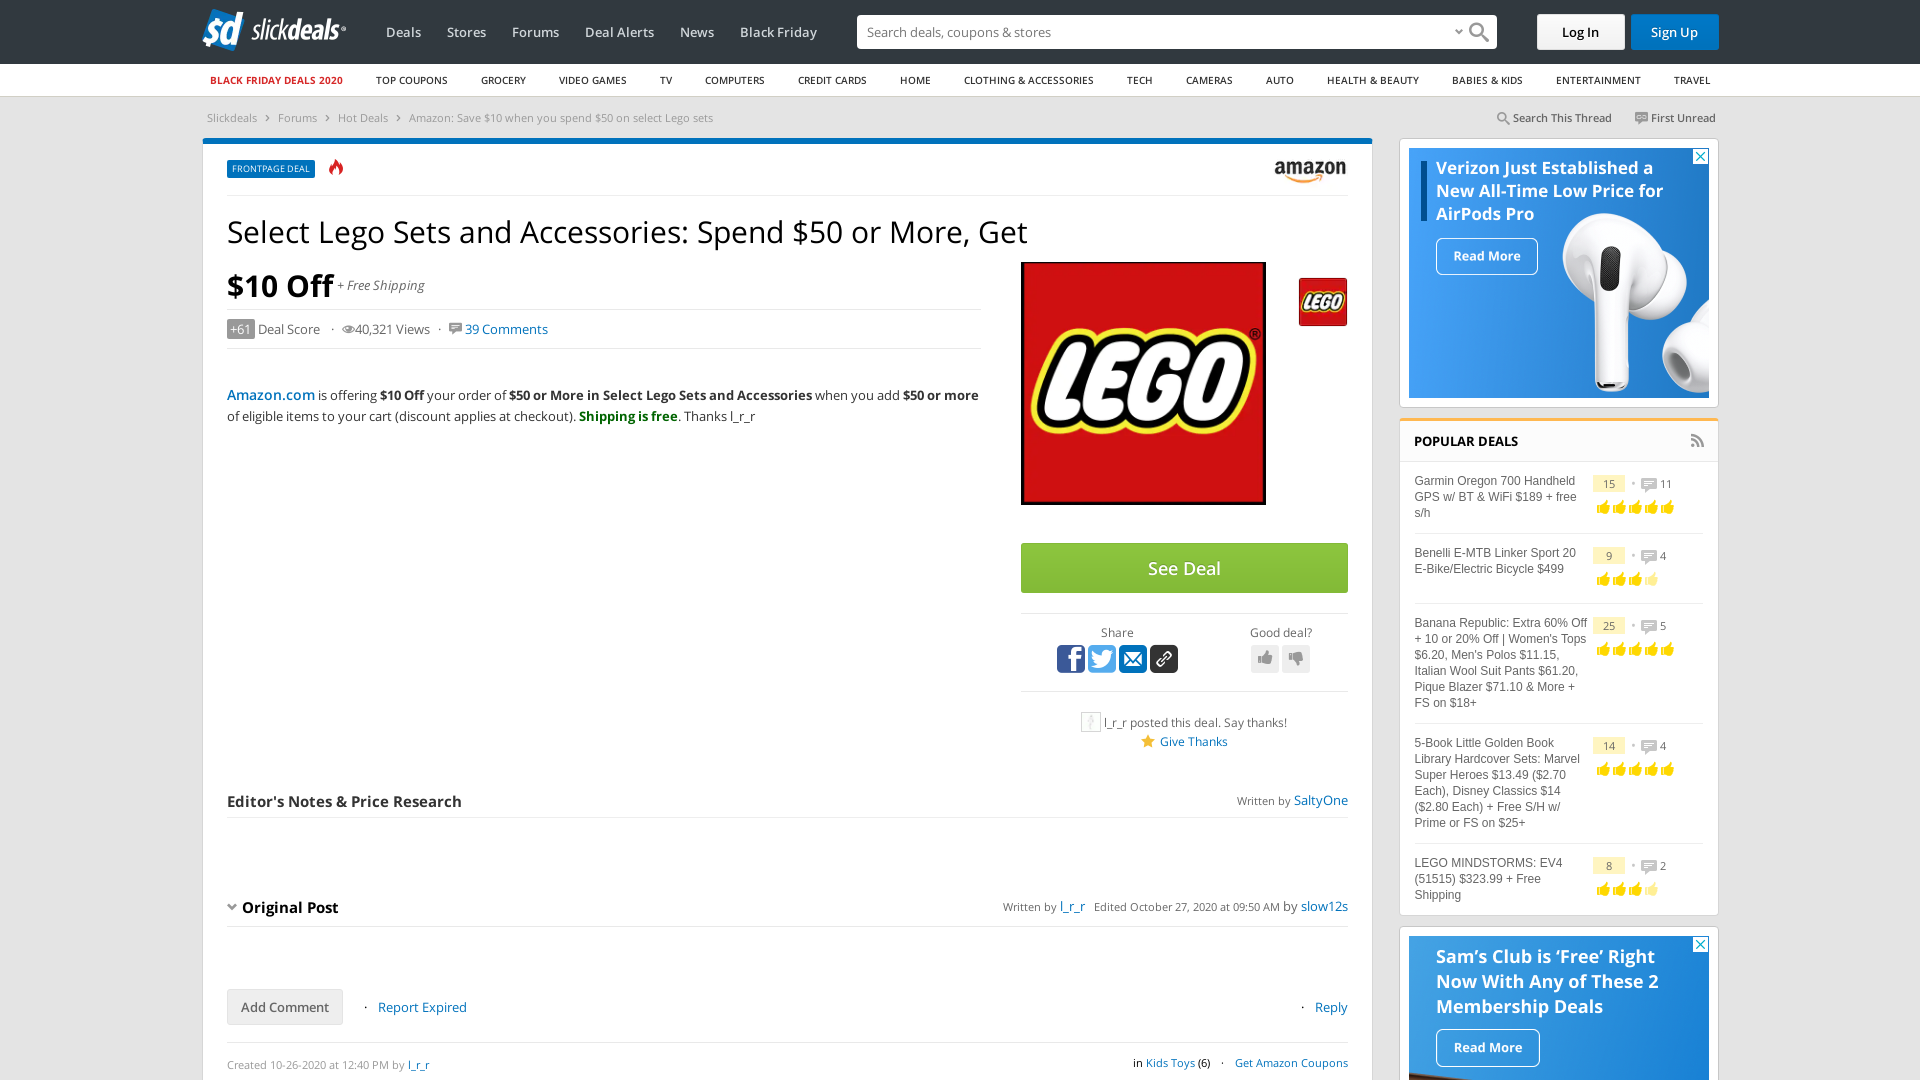 sd slickdeals
Deals
Stores
Forums
Deal Alerts
News
Black Friday
Search deals, coupons & stores
Log In
Sign Up
BLACK FRIDAY DEALS 2020
TOP COUPONS
GROCERY
VIDEO GAMES
TV
COMPUTERS
CREDIT CARDS
HOME
CLOTHING & ACCESSORIES
TECH
CAMERAS
AUTO
HEALTH & BEAUTY
BABIES & KIDS
ENTERTAINMENT
TRAVEL
Slickdeals › Forums › Hot Deals › Amazon: Save $10 when you spend $50 on select Lego sets
Search This Thread
First Unread
FRONTPAGE DEAL
amazon
Select Lego Sets and Accessories: Spend $50 or More, Get
$10 Off + Free Shipping
+61 Deal Score · 40,321 Views · 39 Comments
Amazon.com is offering $10 Off your order of $50 or More in Select Lego Sets and Accessories when you add $50 or more
of eligible items to your cart (discount applies at checkout). Shipping is free. Thanks l_r_r
LEGO®
LEGO
See Deal
Share
Good deal?
l_r_r posted this deal. Say thanks!
Give Thanks
Editor's Notes & Price Research
Written by SaltyOne
Original Post
Written by l_r_r Edited October 27, 2020 at 09:50 AM by slow12s
Add Comment · Report Expired
· Reply
Created 10-26-2020 at 12:40 PM by l_r_r
in Kids Toys (6) · Get Amazon Coupons
Verizon Just Established a
New All-Time Low Price for
AirPods Pro
Read More
POPULAR DEALS
Garmin Oregon 700 Handheld
GPS w/ BT & WiFi $189 + free
s/h
15 • 11
Benelli E-MTB Linker Sport 20
E-Bike/Electric Bicycle $499
9 • 4
Banana Republic: Extra 60% Off
+ 10 or 20% Off | Women's Tops
$6.20, Men's Polos $11.15,
Italian Wool Suit Pants $61.20,
Pique Blazer $71.10 & More +
FS on $18+
25 • 5
5-Book Little Golden Book
Library Hardcover Sets: Marvel
Super Heroes $13.49 ($2.70
Each), Disney Classics $14
($2.80 Each) + Free S/H w/
Prime or FS on $25+
14 • 4
LEGO MINDSTORMS: EV4
(51515) $323.99 + Free
Shipping
8 • 2
Sam’s Club is ‘Free’ Right
Now With Any of These 2
Membership Deals
Read More